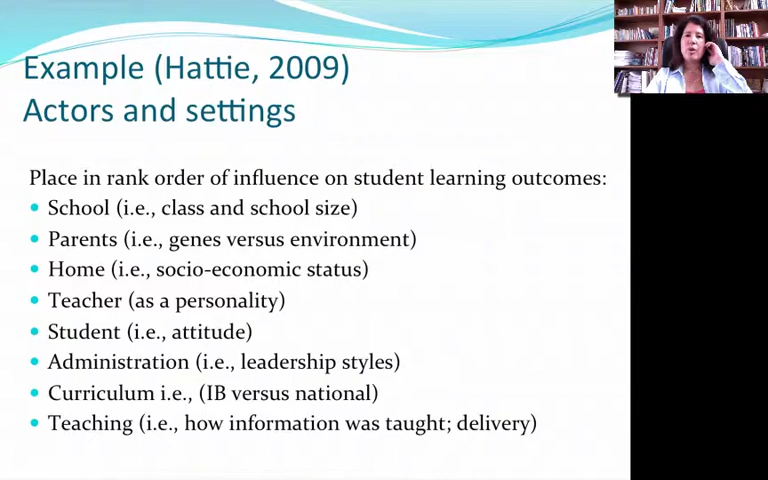 Example (Hattie, 2009)
Actors and settings
Place in rank order of influence on student learning outcomes:
• School (i.e., class and school size)
• Parents (i.e., genes versus environment)
• Home (i.e., socio-economic status)
• Teacher (as a personality)
• Student (i.e., attitude)
• Administration (i.e., leadership styles)
• Curriculum i.e., (IB versus national)
• Teaching (i.e., how information was taught; delivery)